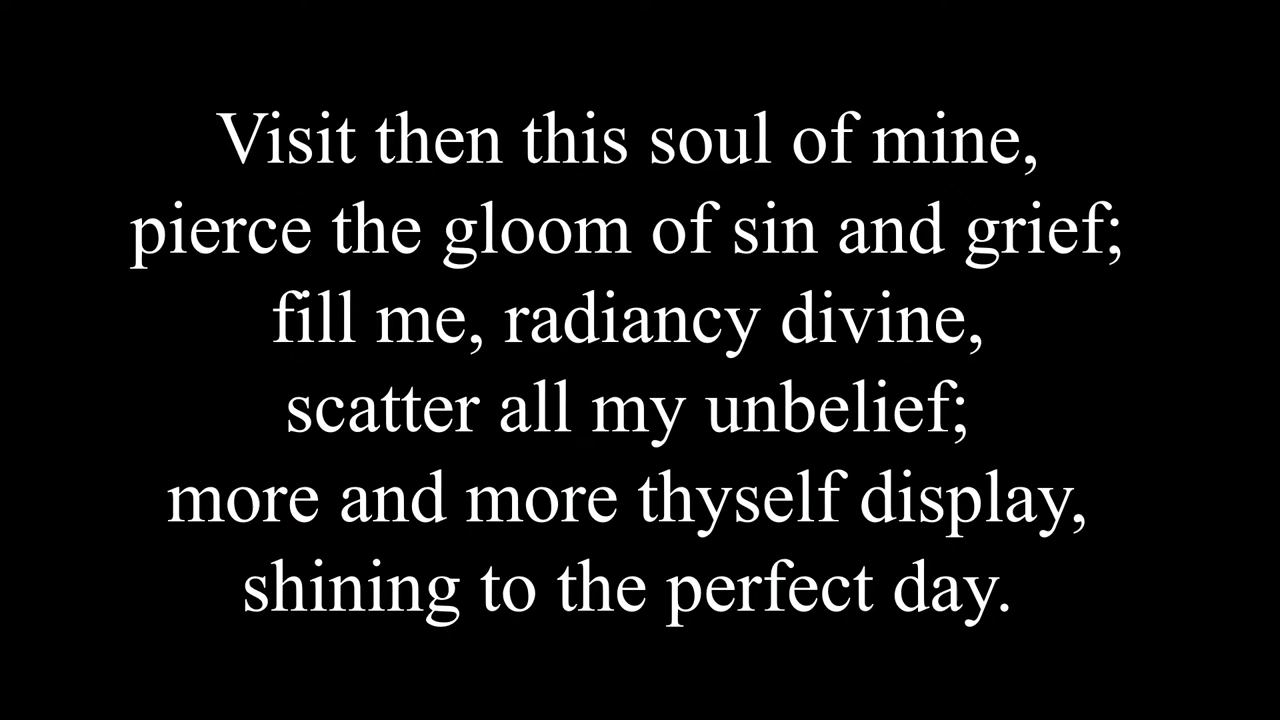 Visit then this soul of mine,
pierce the gloom of sin and grief;
fill me, radiancy divine,
scatter all my unbelief;
more and more thyself display,
shining to the perfect day.